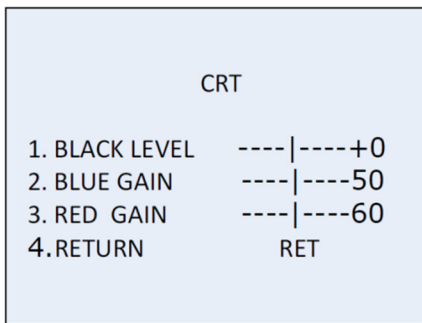 CRT
1. BLACK LEVEL ----|----+0
2. BLUE GAIN ----|----50
3. RED GAIN ----|----60
4.RETURN RET